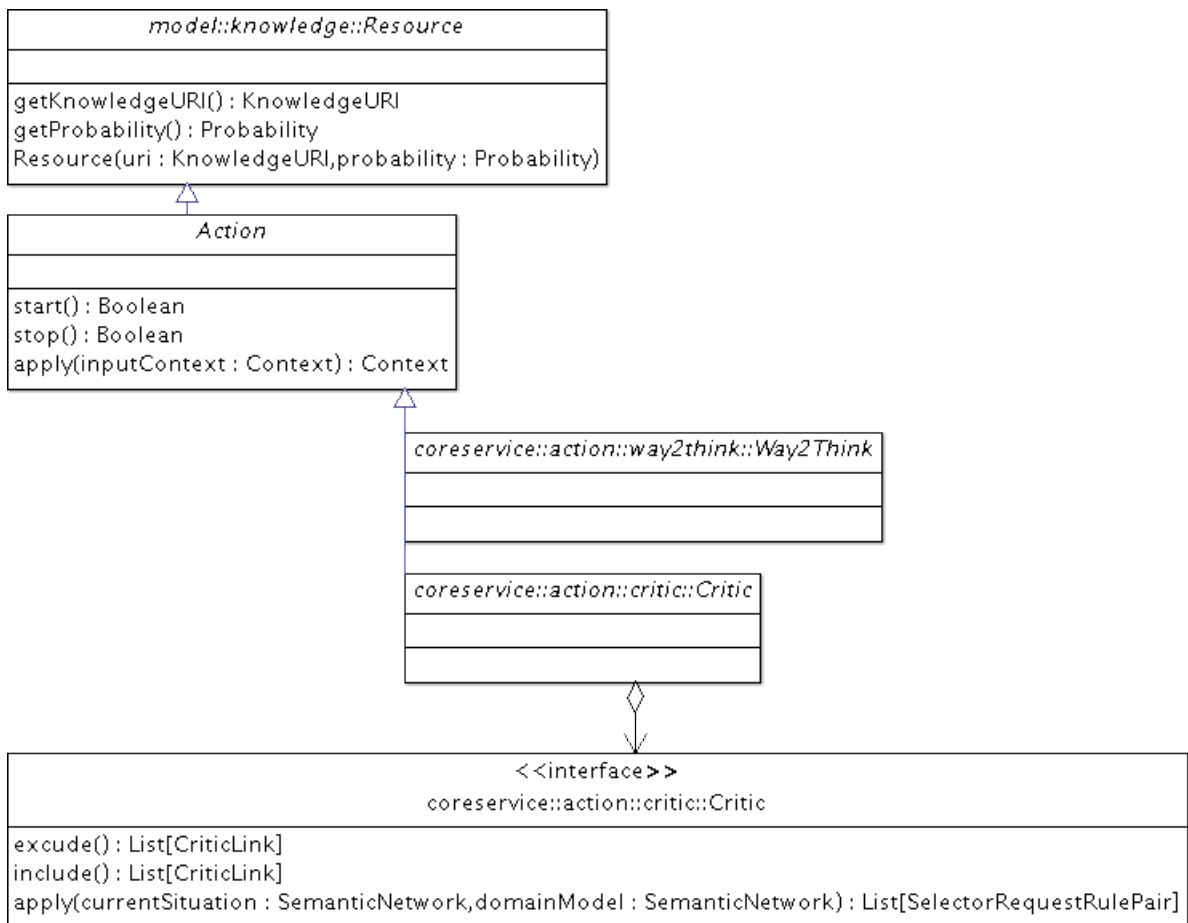 model::knowledge::Resource
getKnowledgeURI() : KnowledgeURI
getProbability() : Probability
Resource(uri : KnowledgeURI,probability : Probability)
Action
start() : Boolean
stop() : Boolean
apply(inputContext : Context) : Context
coreservice::action::way2think::Way2Think
coreservice::action::critic::Critic
<<interface>>
coreservice::action::critic::Critic
excude() : List[CriticLink]
include() : List[CriticLink]
apply(currentSituation : SemanticNetwork,domainModel : SemanticNetwork) : List[SelectorRequestRulePair]